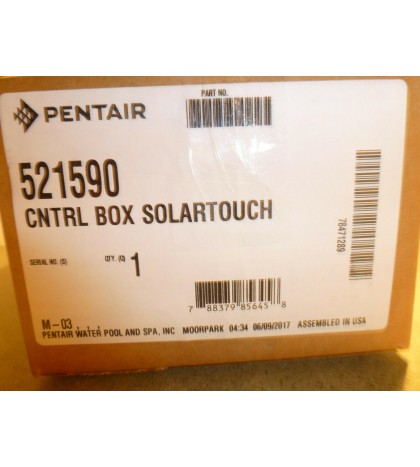 PENTAIR
PART NO.
521590
CNTRL BOX SOLARTOUCH
SERIAL NO. (S) QTY. (Q) 1
78471289
7 88379 85645 8
M-03 , , ,
PENTAIR WATER POOL AND SPA, INC MOORPARK 04:34 06/09/2017 ASSEMBLED IN USA